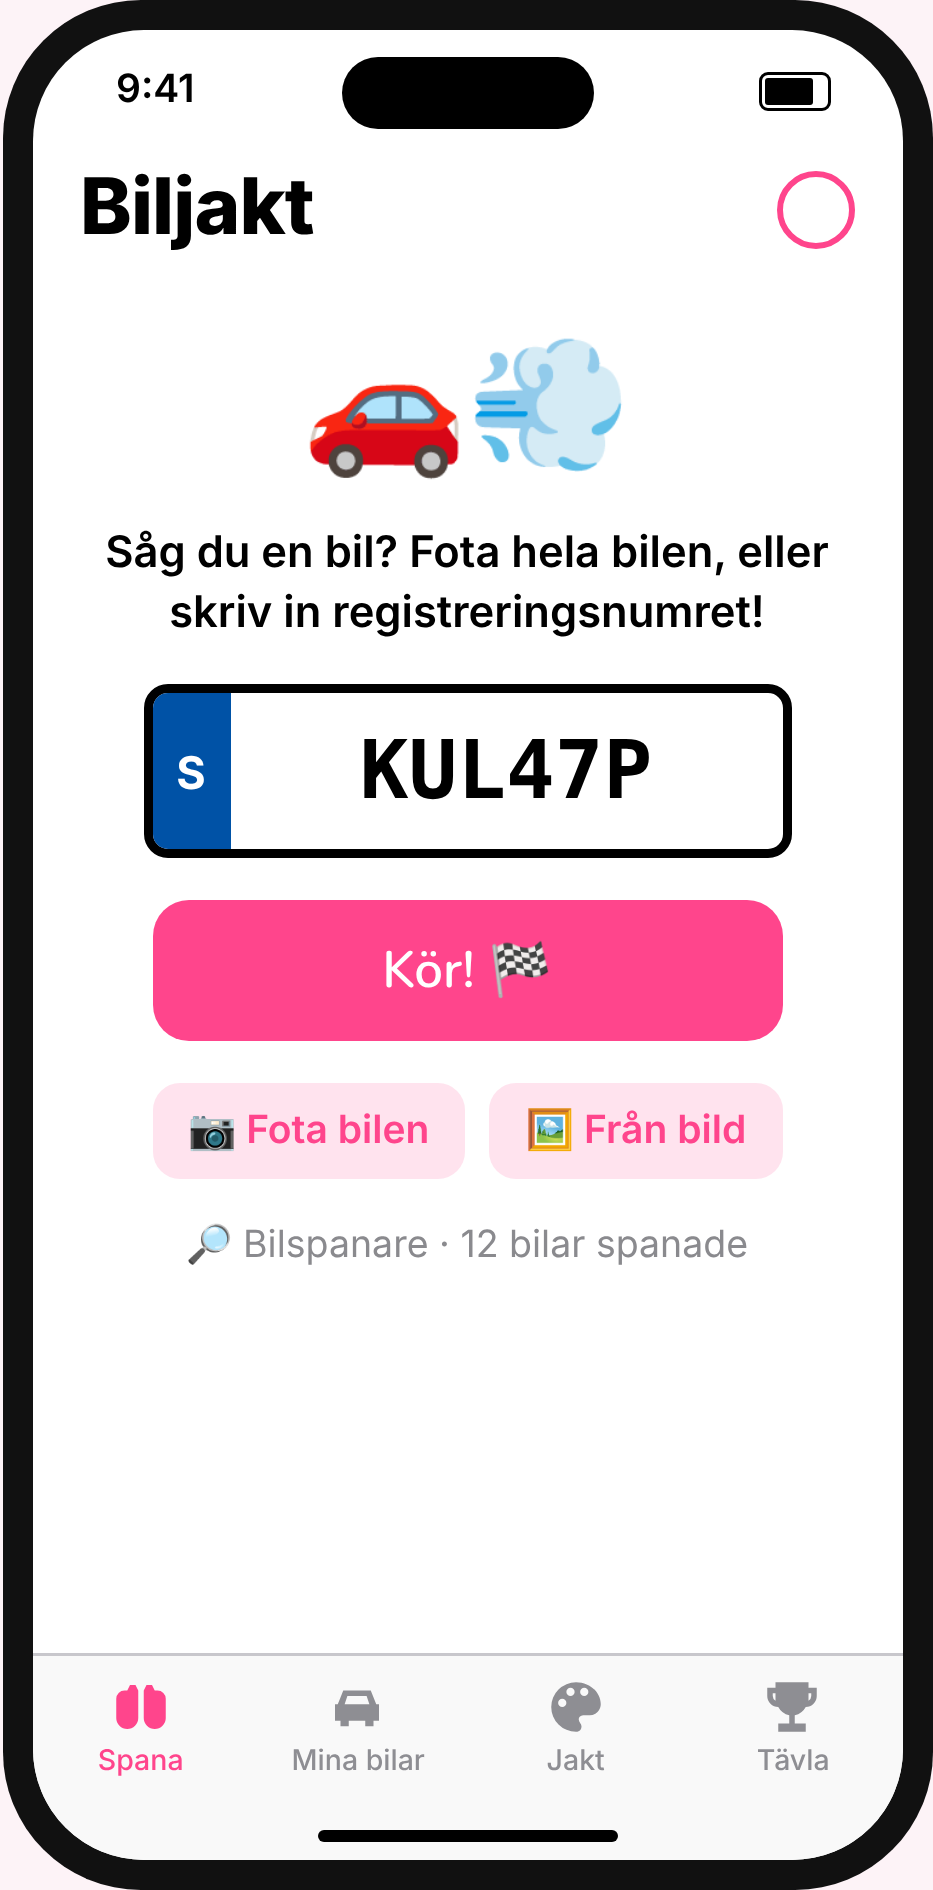 9:41
Biljakt
Såg du en bil? Fota hela bilen, eller
skriv in registreringsnumret!
S KUL47P
Kör! 🏁
📷 Fota bilen 🖼️ Från bild
🔎 Bilspanare · 12 bilar spanade
Spana Mina bilar Jakt Tävla